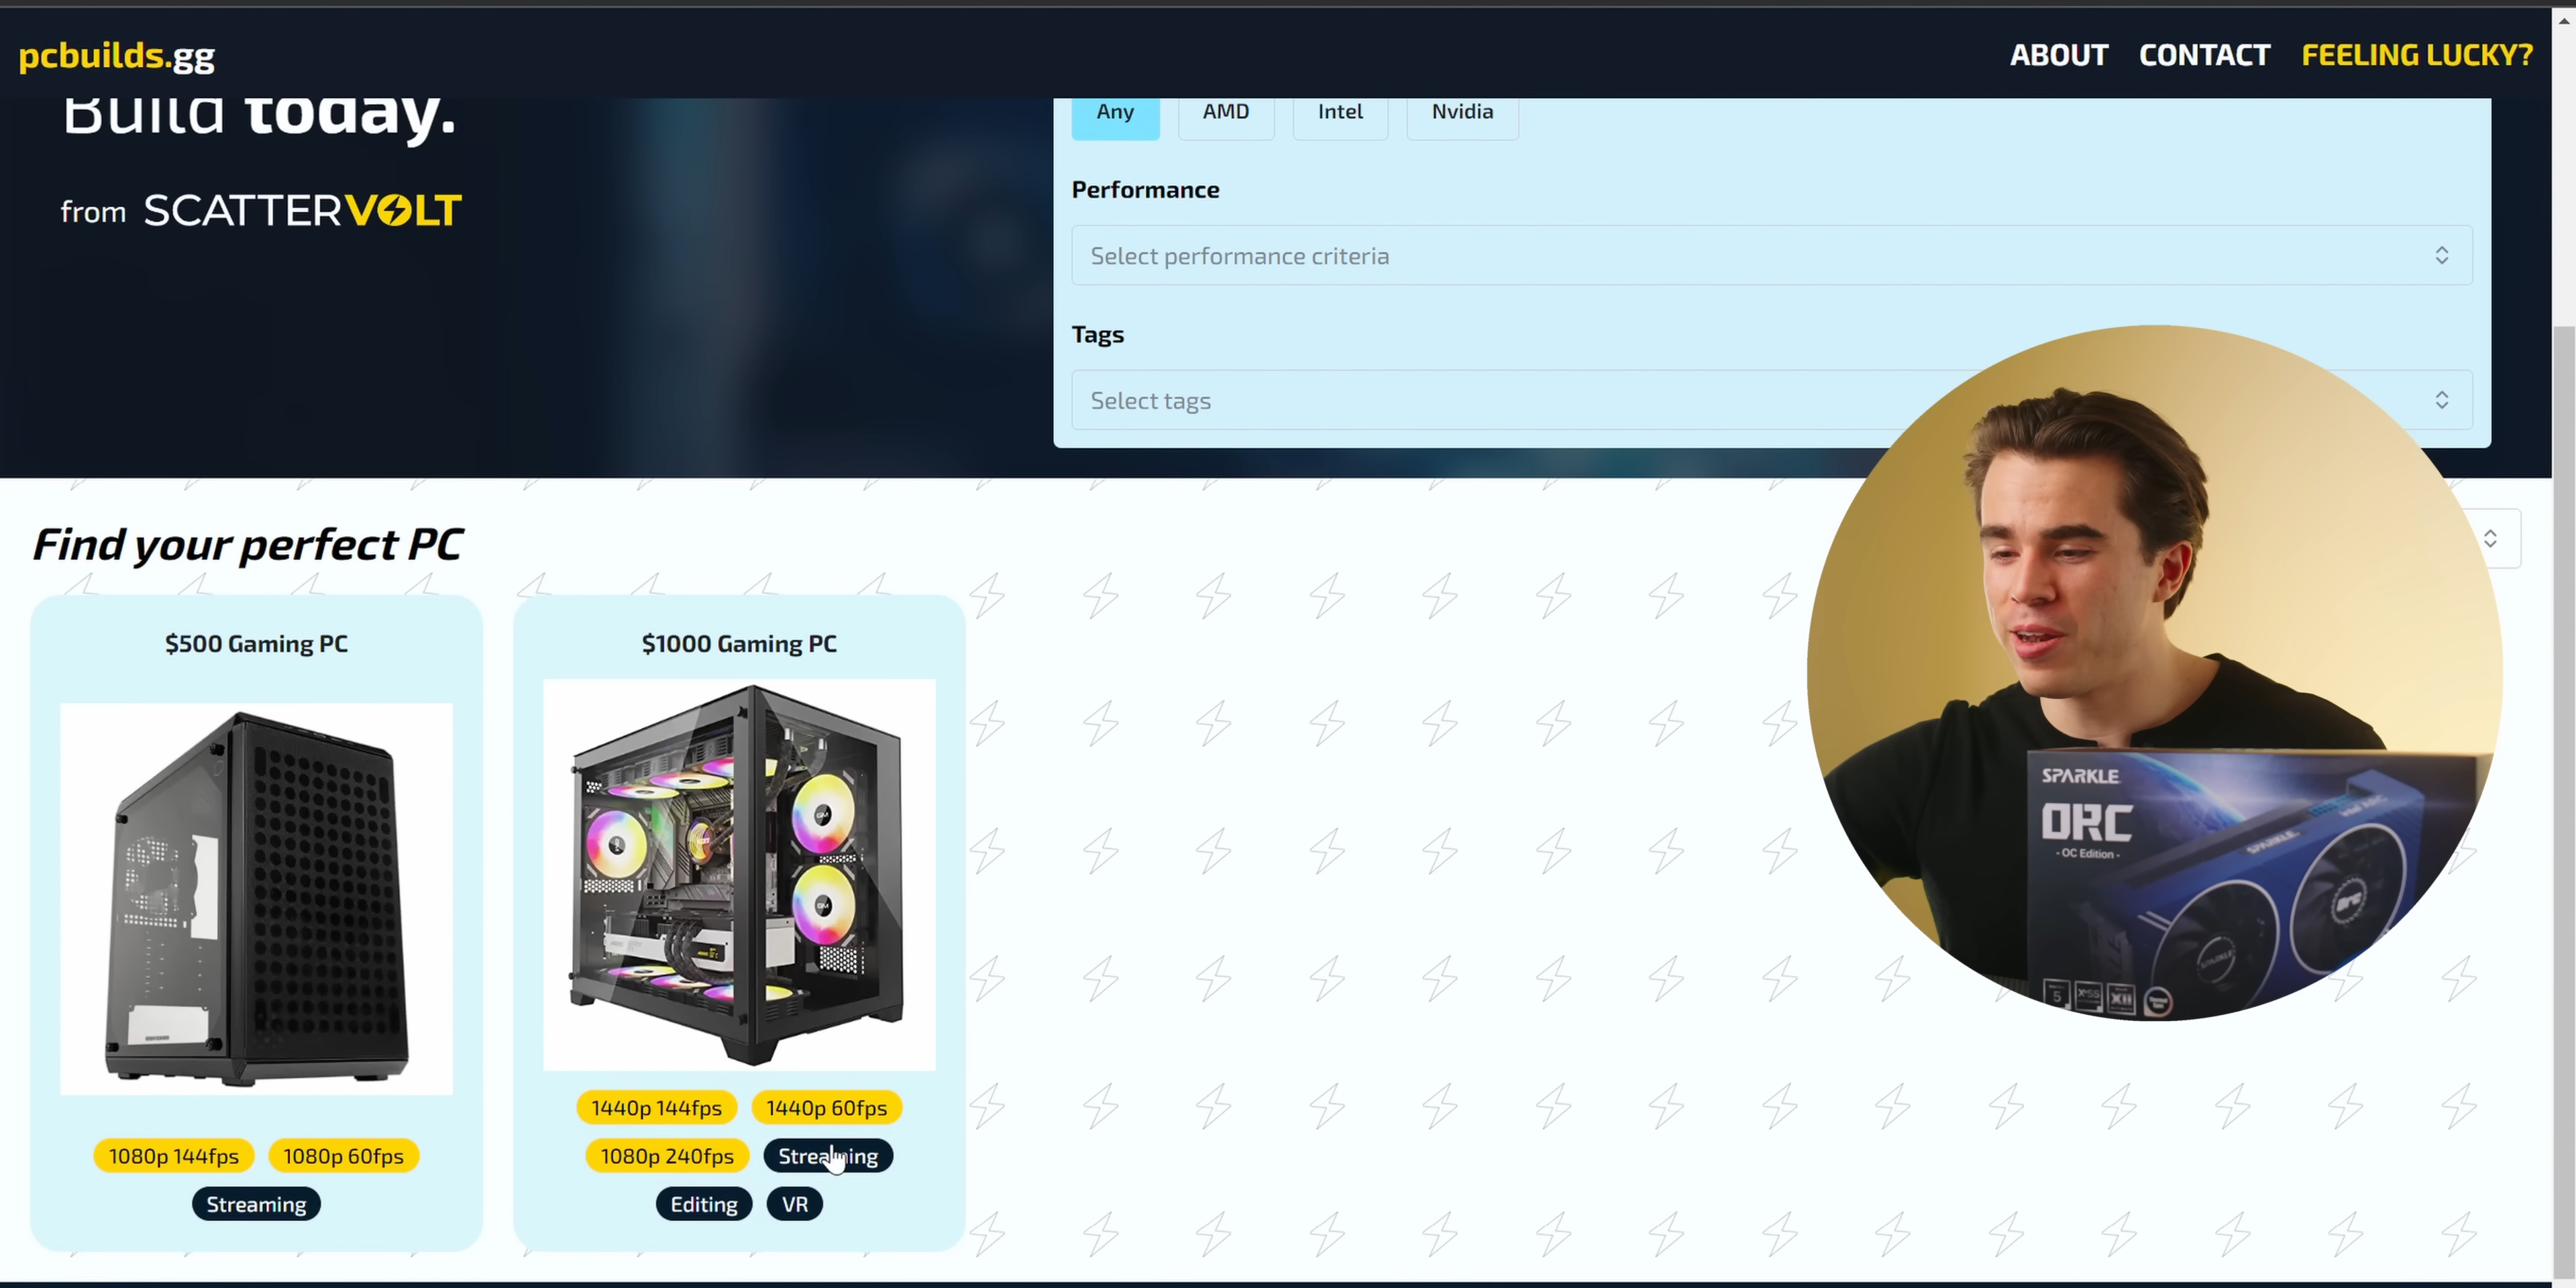 pcbuilds.gg
ABOUT CONTACT FEELING LUCKY?
Build today.
from SCATTERVOLT
Any AMD Intel Nvidia
Performance
Select performance criteria
Tags
Select tags
Find your perfect PC
$500 Gaming PC
1080p 144fps 1080p 60fps
Streaming
$1000 Gaming PC
1440p 144fps 1440p 60fps
1080p 240fps Streaming
Editing VR
SPARKLE
ORC
- OC Edition -
SPARKLE